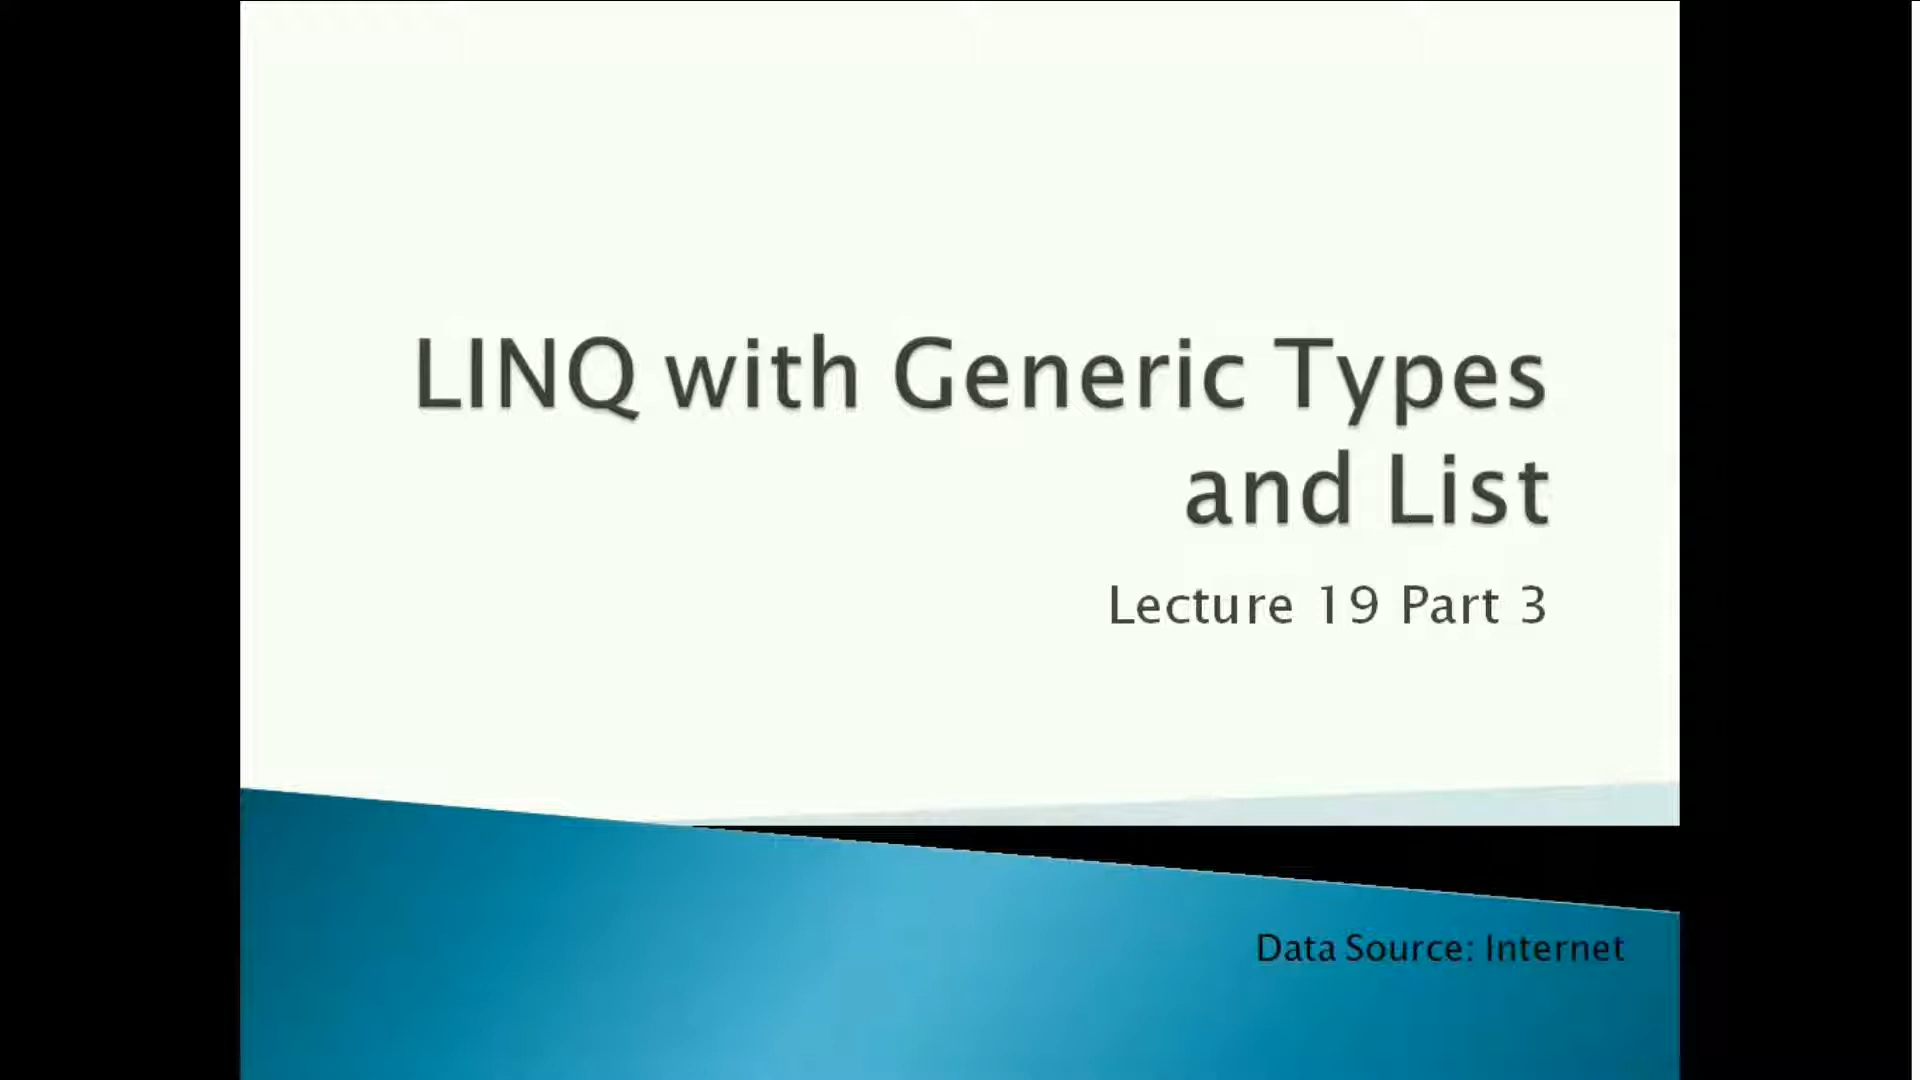 LINQ with Generic Types
and List
Lecture 19 Part 3
Data Source: Internet